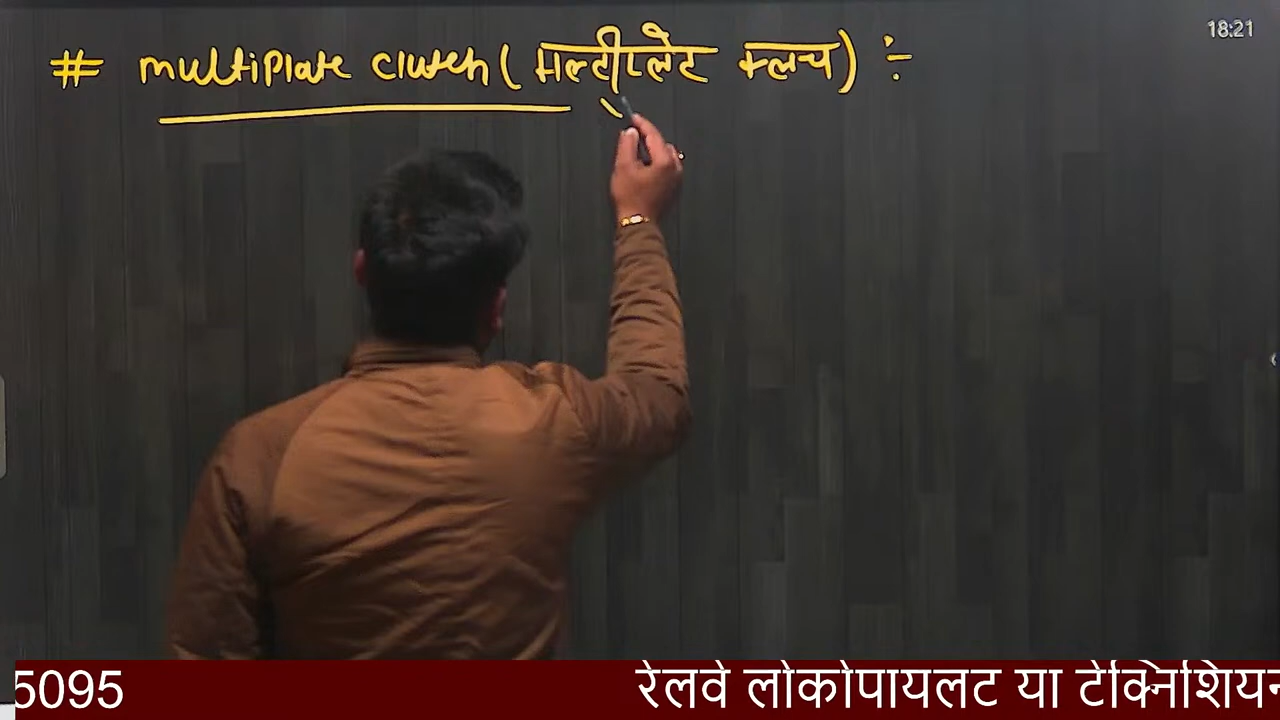 18:21
# multiplate clutch ( मल्टीप्लेट क्लच ) :-
5095 रेलवे लोकोपायलट या टेक्निशियन